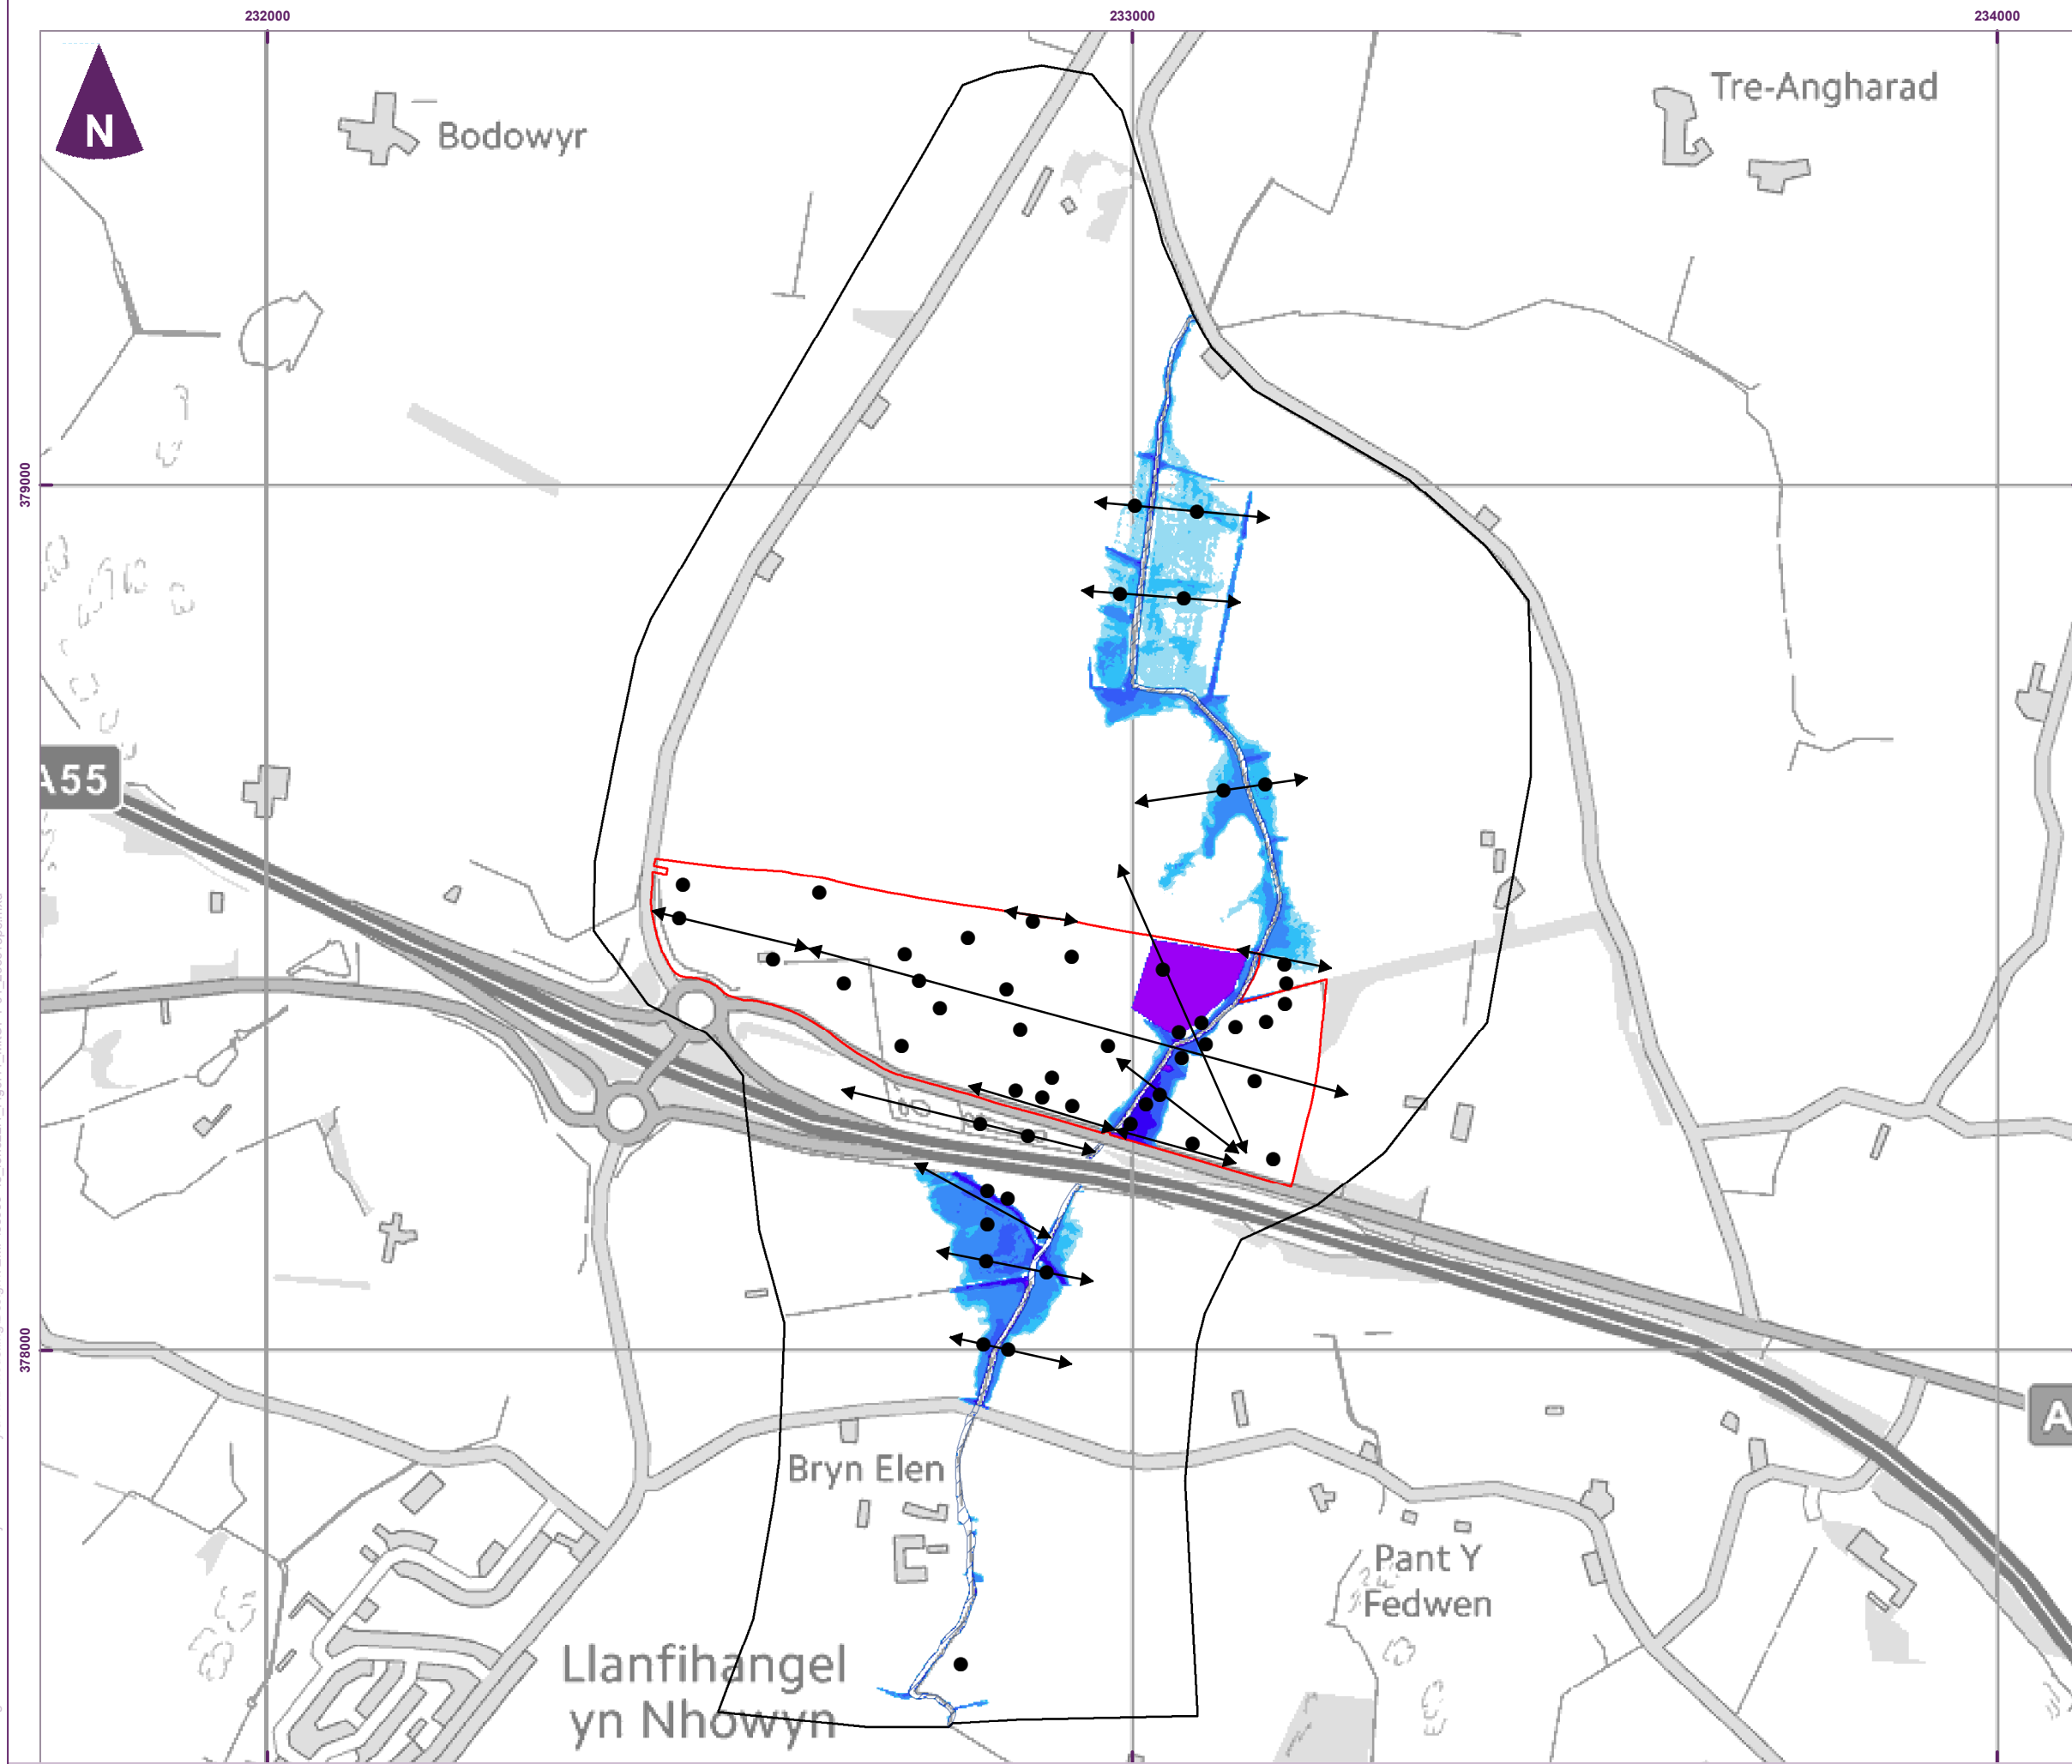 232000
233000
234000
N
Bodowyr
Tre-Angharad
379000
A55
378000
A
Bryn Elen
Pant Y
Fedwen
Llanfihangel
yn Nhowyn